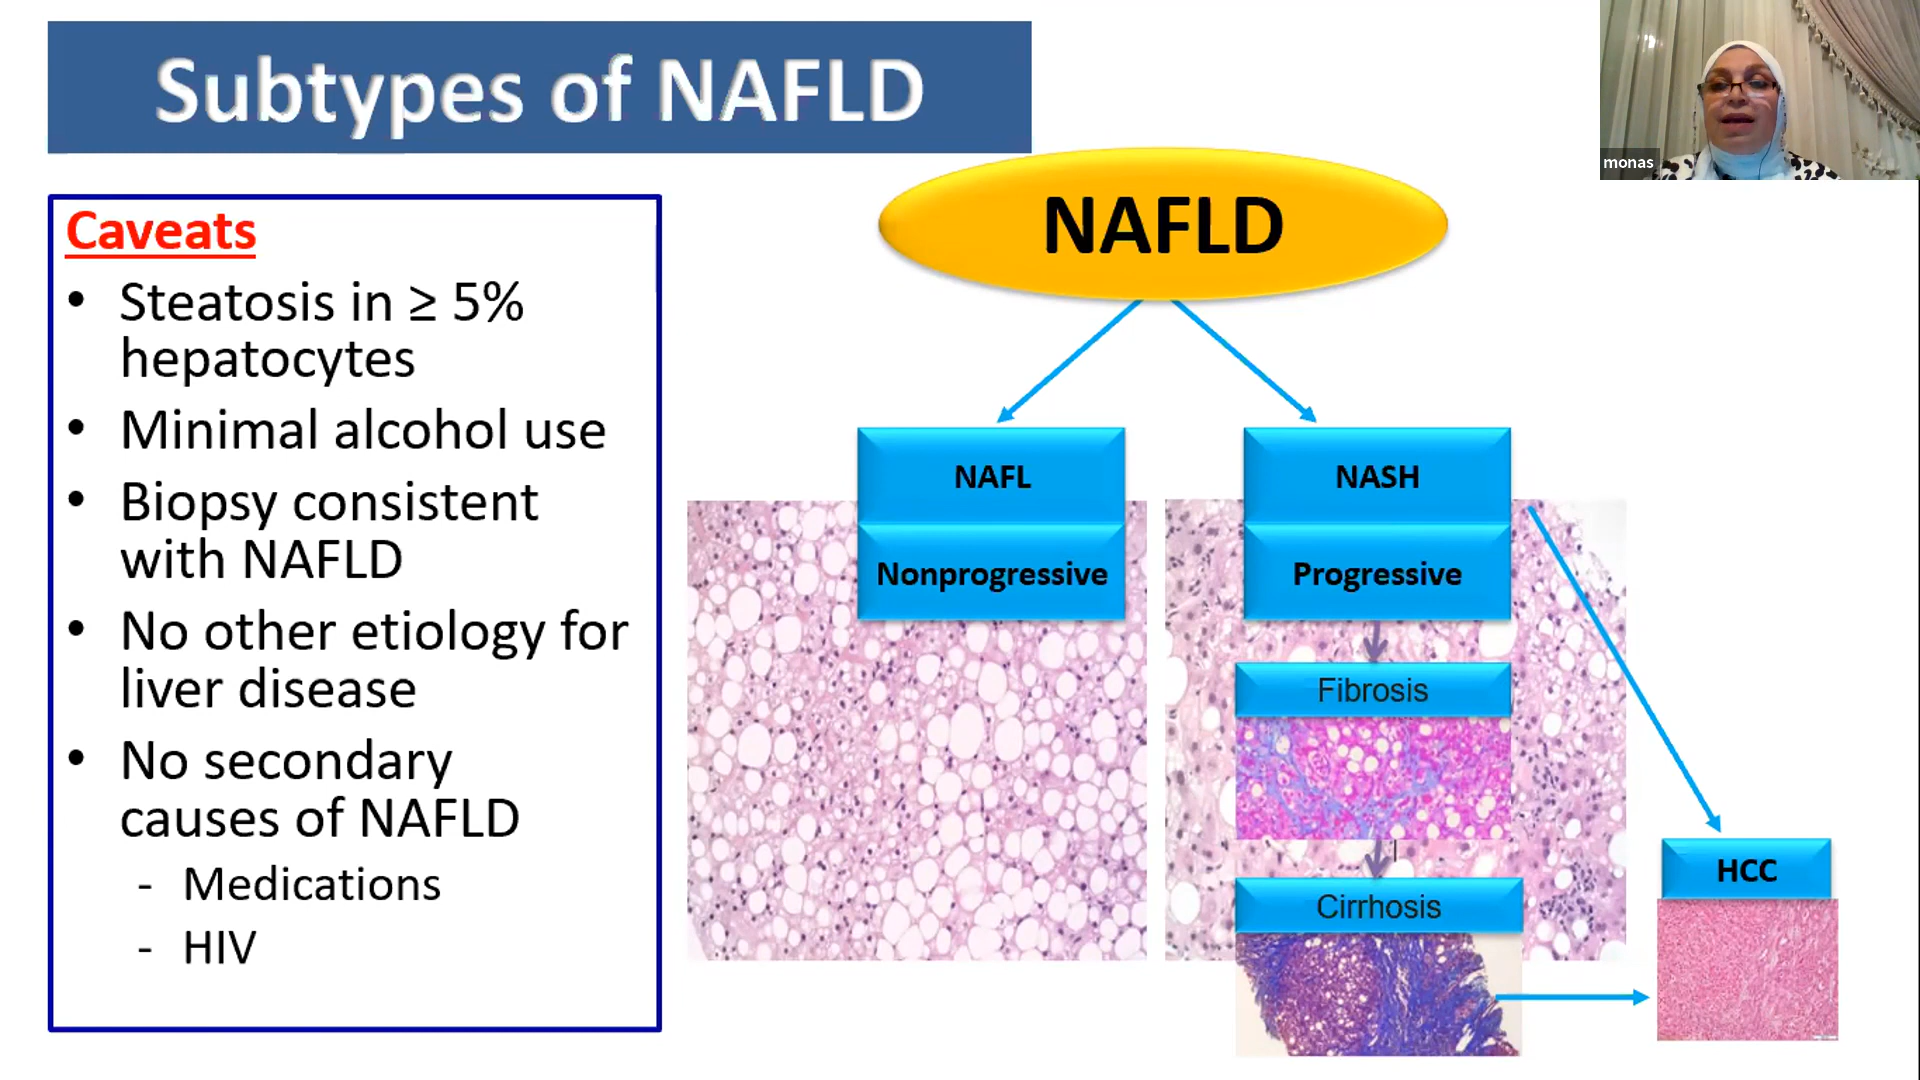 Subtypes of NAFLD
monas
Caveats
• Steatosis in ≥ 5%
hepatocytes
• Minimal alcohol use
• Biopsy consistent
with NAFLD
• No other etiology for
liver disease
• No secondary
causes of NAFLD
- Medications
- HIV
NAFLD
NAFL
Nonprogressive
NASH
Progressive
Fibrosis
Cirrhosis
HCC